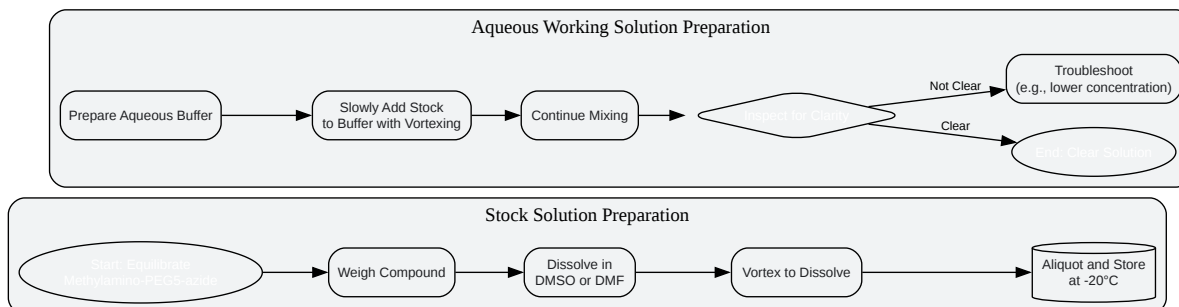 Aqueous Working Solution Preparation
Prepare Aqueous Buffer
Slowly Add Stock
to Buffer with Vortexing
Continue Mixing
Inspect for Clarity
Not Clear
Clear
Troubleshoot
(e.g., lower concentration)
End: Clear Solution
Stock Solution Preparation
Start: Equilibrate
Methylamino-PEG5-azide
Weigh Compound
Dissolve in
DMSO or DMF
Vortex to Dissolve
Aliquot and Store
at -20°C